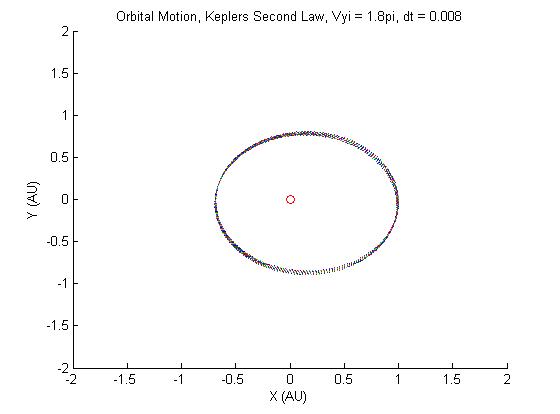 Orbital Motion, Keplers Second Law, Vyi = 1.8pi, dt = 0.008
2
1.5
1
0.5
0
-0.5
-1
-1.5
-2
Y (AU)
-2 -1.5 -1 -0.5 0 0.5 1 1.5 2
X (AU)